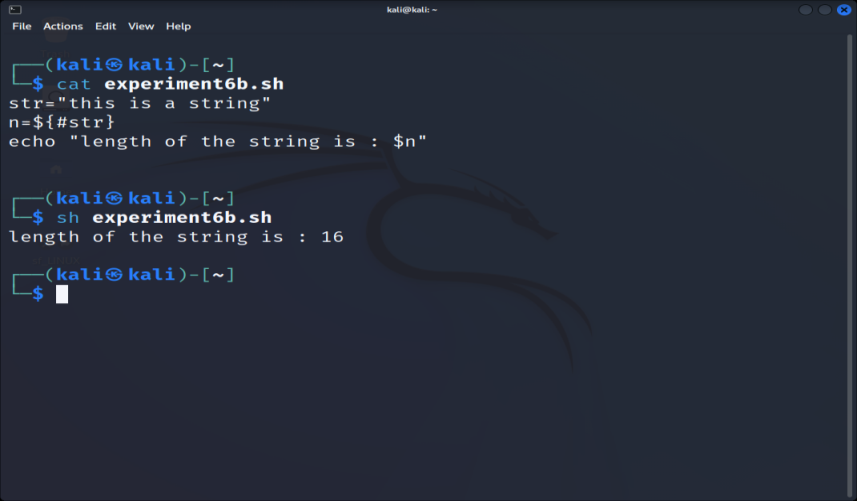 kali@kali: ~
File Actions Edit View Help
┌──(kali㉿kali)-[~]
└─$ cat experiment6b.sh
str="this is a string"
n=${#str}
echo "length of the string is : $n"
┌──(kali㉿kali)-[~]
└─$ sh experiment6b.sh
length of the string is : 16
┌──(kali㉿kali)-[~]
└─$